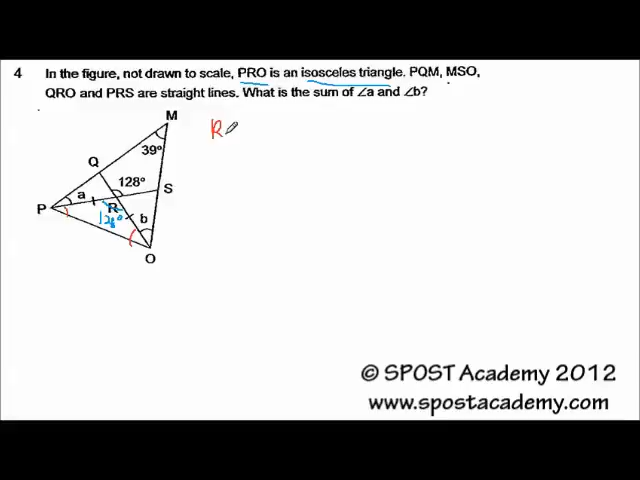 4 In the figure, not drawn to scale, PRO is an isosceles triangle. PQM, MSO,
QRO and PRS are straight lines. What is the sum of ∠a and ∠b?
M
R
39°
Q
128°
S
a
P
R
128°
b
O
© SPOST Academy 2012
www.spostacademy.com